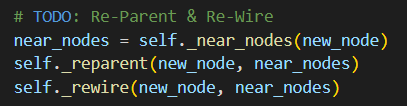 # TODO: Re-Parent & Re-Wire
near_nodes = self._near_nodes(new_node)
self._reparent(new_node, near_nodes)
self._rewire(new_node, near_nodes)